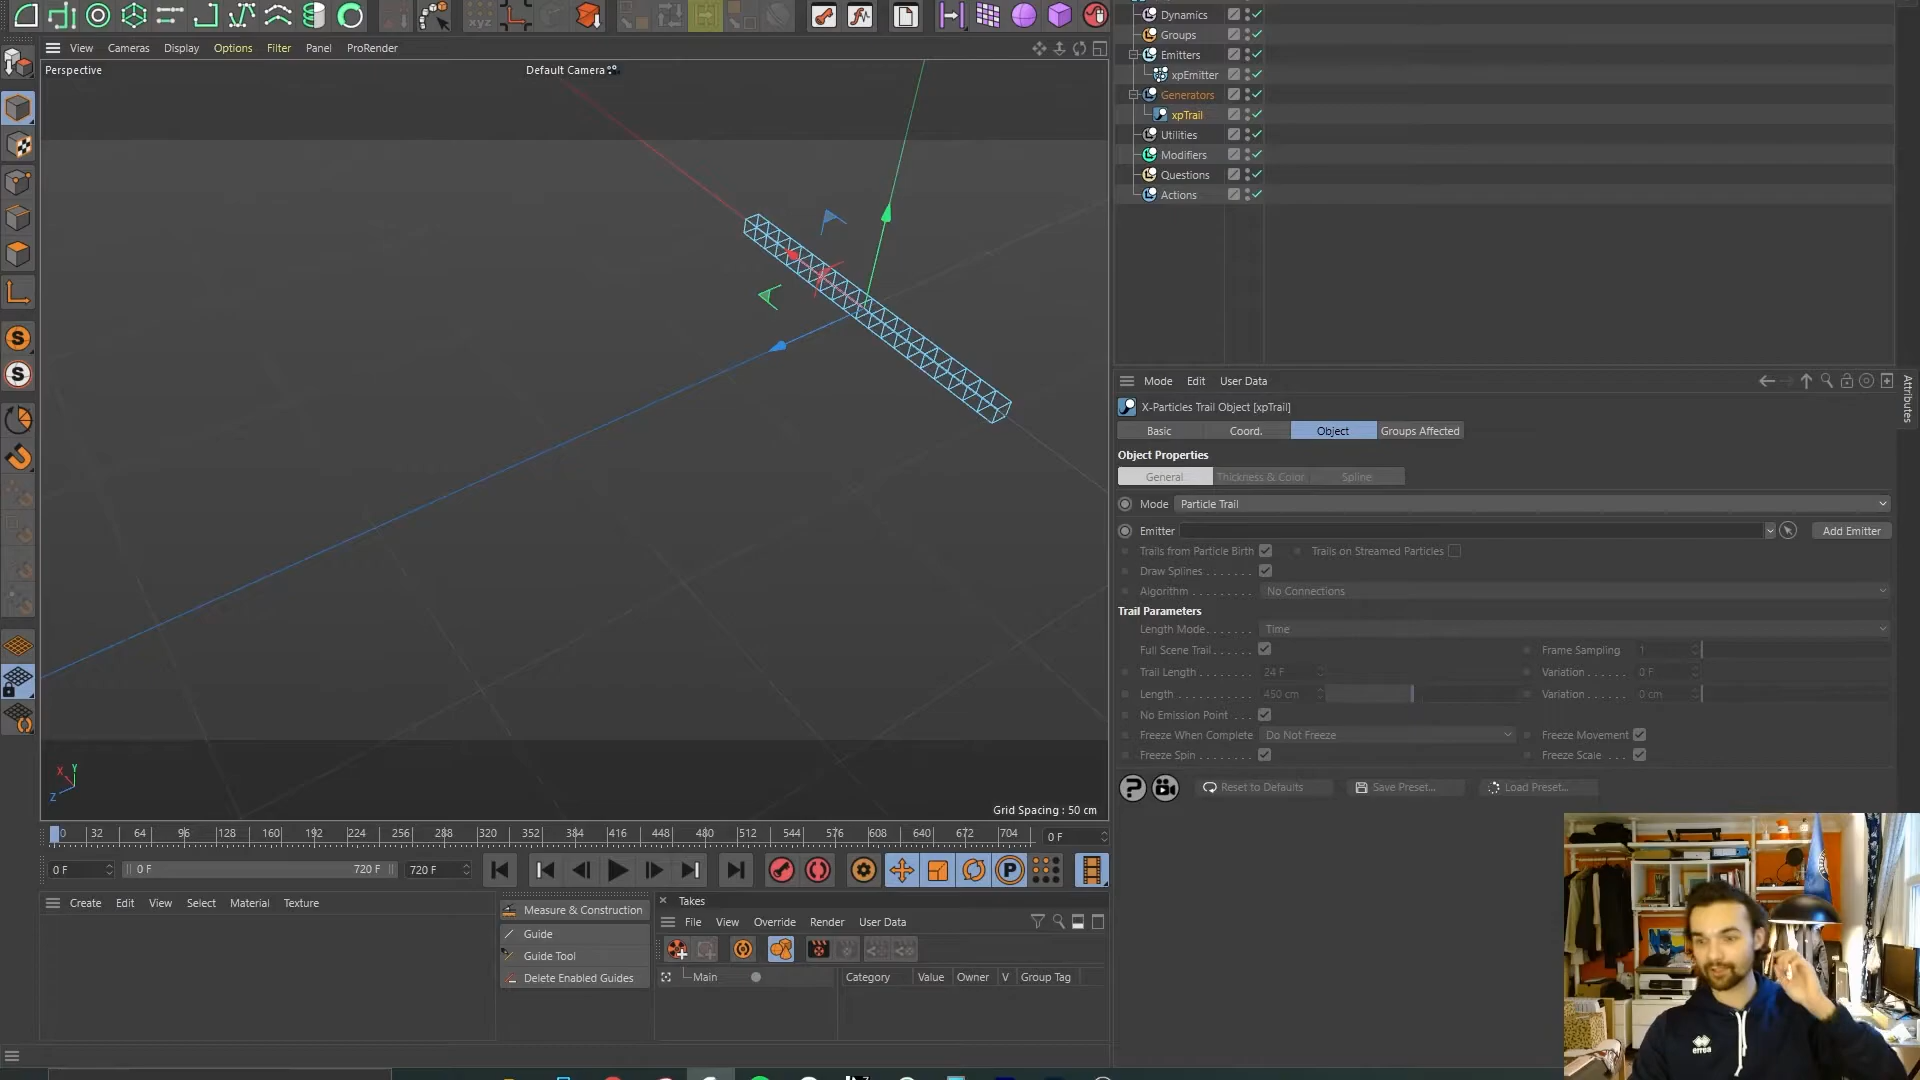 View Cameras Display Options Filter Panel ProRender
Perspective
Default Camera
Grid Spacing : 50 cm
X Y Z
0 32 64 96 128 160 192 224 256 288 320 352 384 416 448 480 512 544 576 608 640 672 704 0 F
0 F 0 F 720 F 720 F
Create Edit View Select Material Texture
Measure & Construction
Guide
Guide Tool
Delete Enabled Guides
Takes
File View Override Render User Data
Main
Category Value Owner V Group Tag
Dynamics
Groups
Emitters
xpEmitter
Generators
xpTrail
Utilities
Modifiers
Questions
Actions
Mode Edit User Data
Attributes
X-Particles Trail Object [xpTrail]
Basic Coord. Object Groups Affected
Object Properties
General Thickness & Color Spline
Mode Particle Trail
Emitter Add Emitter
Trails from Particle Birth Trails on Streamed Particles
Draw Splines . . . . . . .
Algorithm . . . . . . . . . No Connections
Trail Parameters
Length Mode. . . . . . . Time
Full Scene Trail . . . . . Frame Sampling 1
Trail Length . . . . . . . 24 F Variation . . . . . . 0 F
Length . . . . . . . . . . . 450 cm Variation . . . . . . 0 cm
No Emission Point . . .
Freeze When Complete Do Not Freeze Freeze Movement
Freeze Spin . . . . . . . . Freeze Scale . . . .
Reset to Defaults Save Preset... Load Preset...
errea